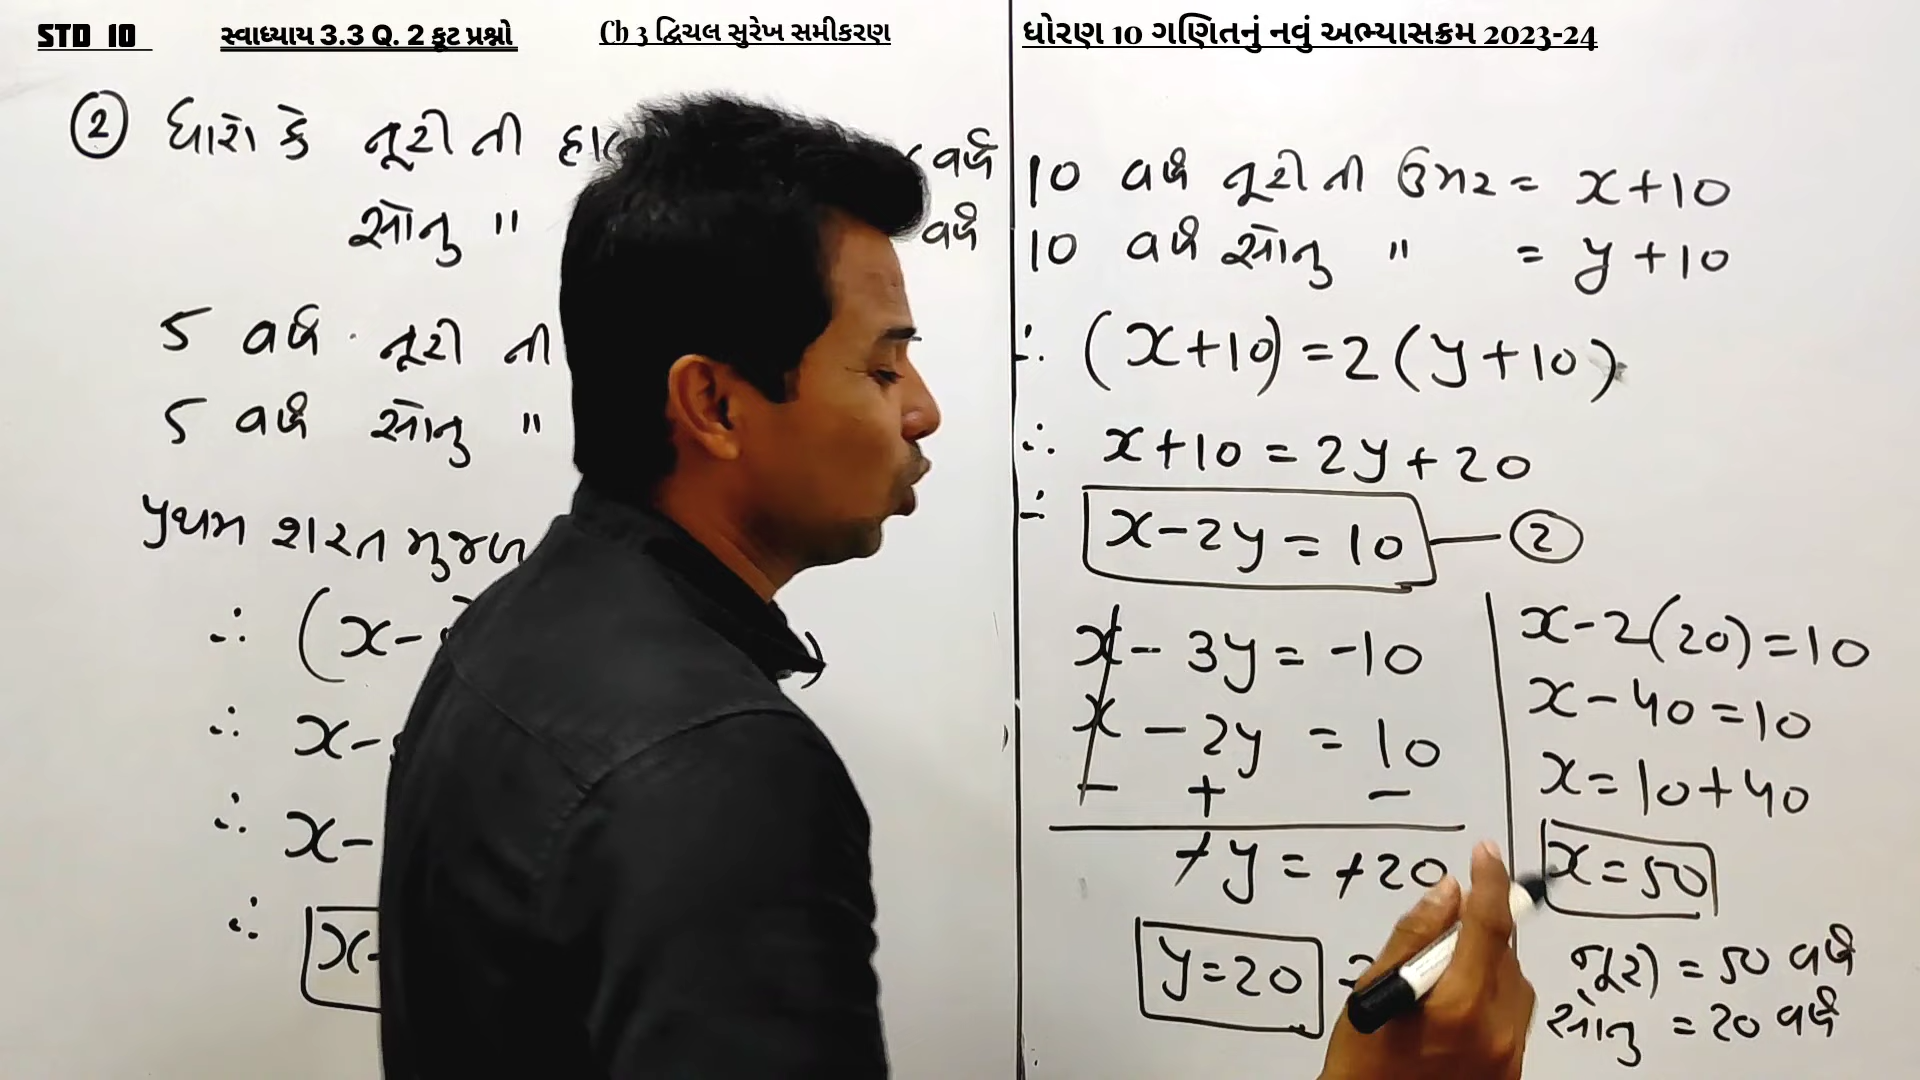 STD 10
સ્વાધ્યાય 3.3 Q. 2 કૂટ પ્રશ્નો
Ch 3 દ્વિચલ સુરેખ સમીકરણ
ધોરણ 10 ગણિતનું નવું અભ્યાસક્રમ 2023-24
② ધારો કે નૂરી ની વર્ષ
સોનુ " વર્ષ
5 વર્ષ નૂરી ની
5 વર્ષ સોનુ "
પ્રથમ શરત મુજબ
∴ (x-
∴ x-
∴ x-
∴ x-
10 વર્ષ નૂરી ની ઉંમર = x+10
10 વર્ષ સોનુ " = y+10
∴ (x+10) = 2(y+10)
∴ x+10 = 2y+20
∴ x-2y = 10 — ②
x - 3y = -10
x - 2y = 10
- + -
-y = -20
y=20
x-2(20)=10
x-40=10
x=10+40
x=50
નૂરી = 50 વર્ષ
સોનુ = 20 વર્ષ